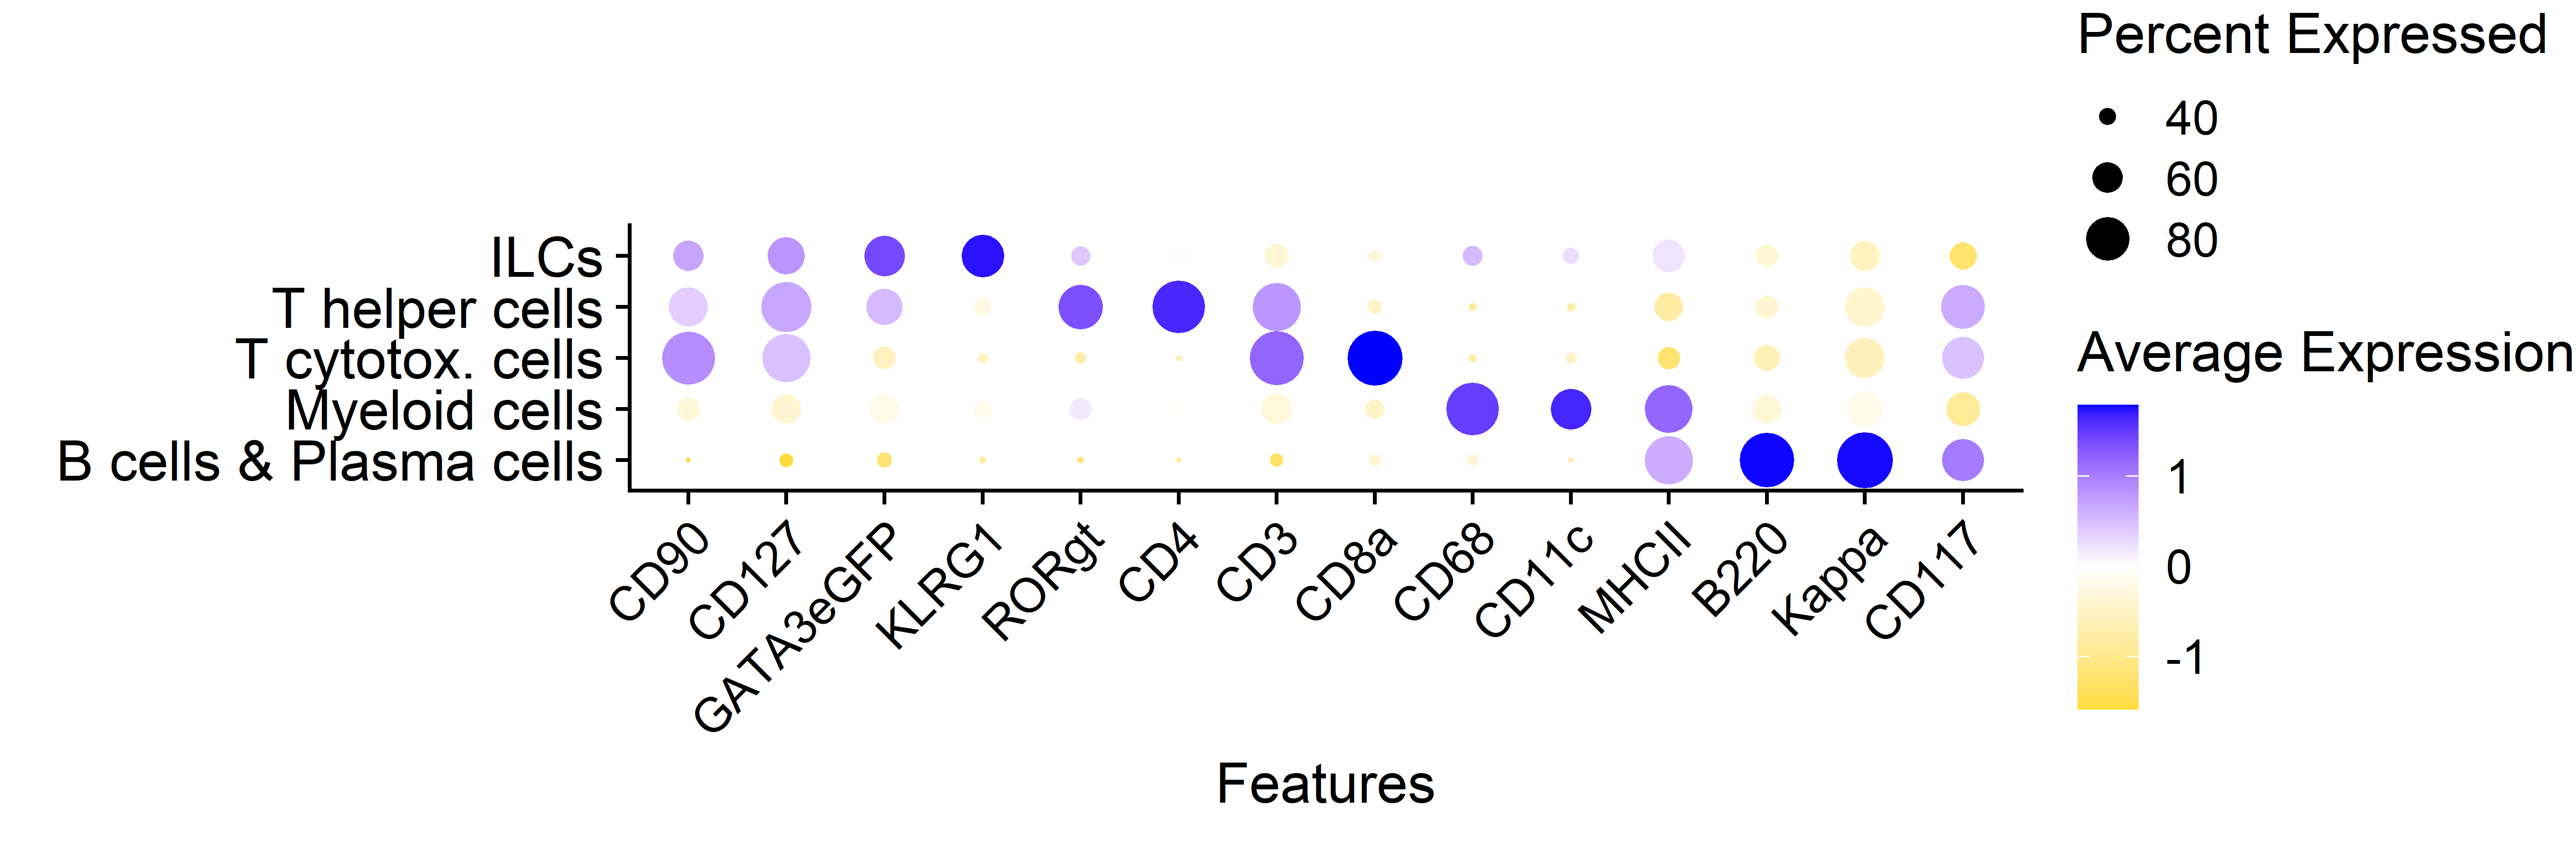 Percent Expressed
40
60
80
Average Expression
1
0
-1
ILCs
T helper cells
T cytotox. cells
Myeloid cells
B cells & Plasma cells
CD90
CD127
GATA3eGFP
KLRG1
RORgt
CD4
CD3
CD8a
CD68
CD11c
MHCII
B220
Kappa
CD117
Features